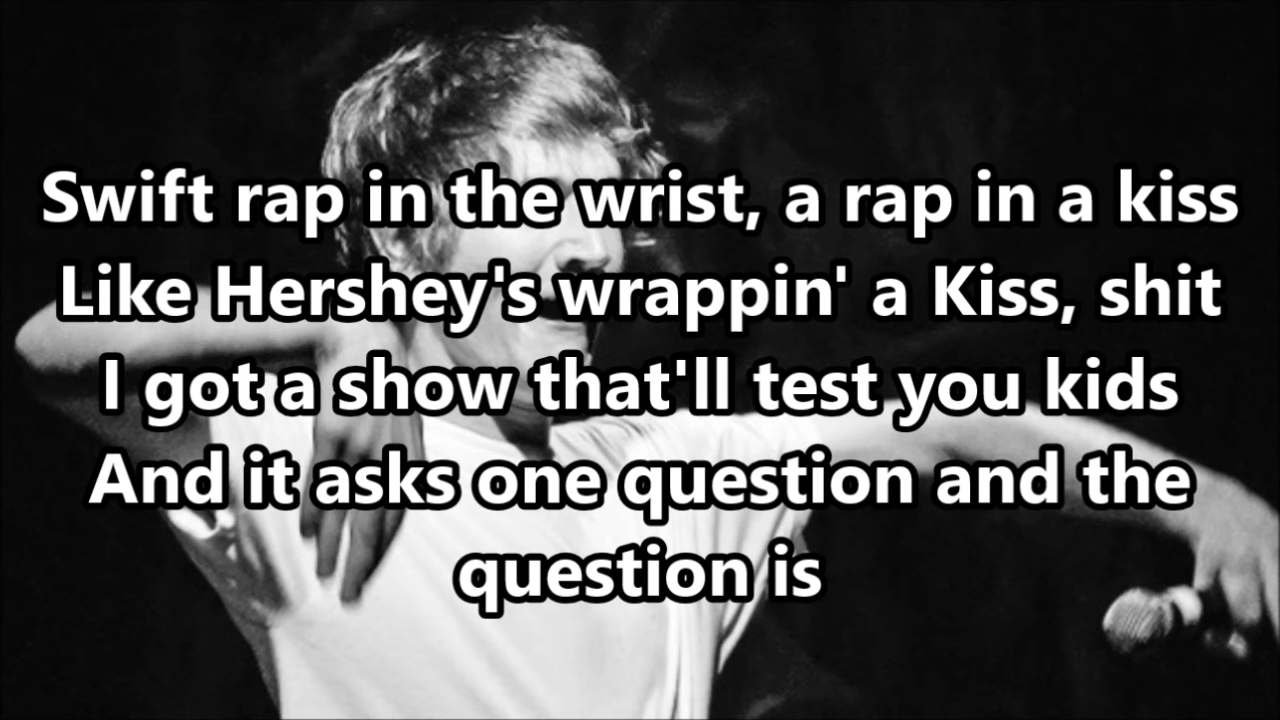 Swift rap in the wrist, a rap in a kiss
Like Hershey's wrappin' a Kiss, shit
I got a show that'll test you kids
And it asks one question and the
question is